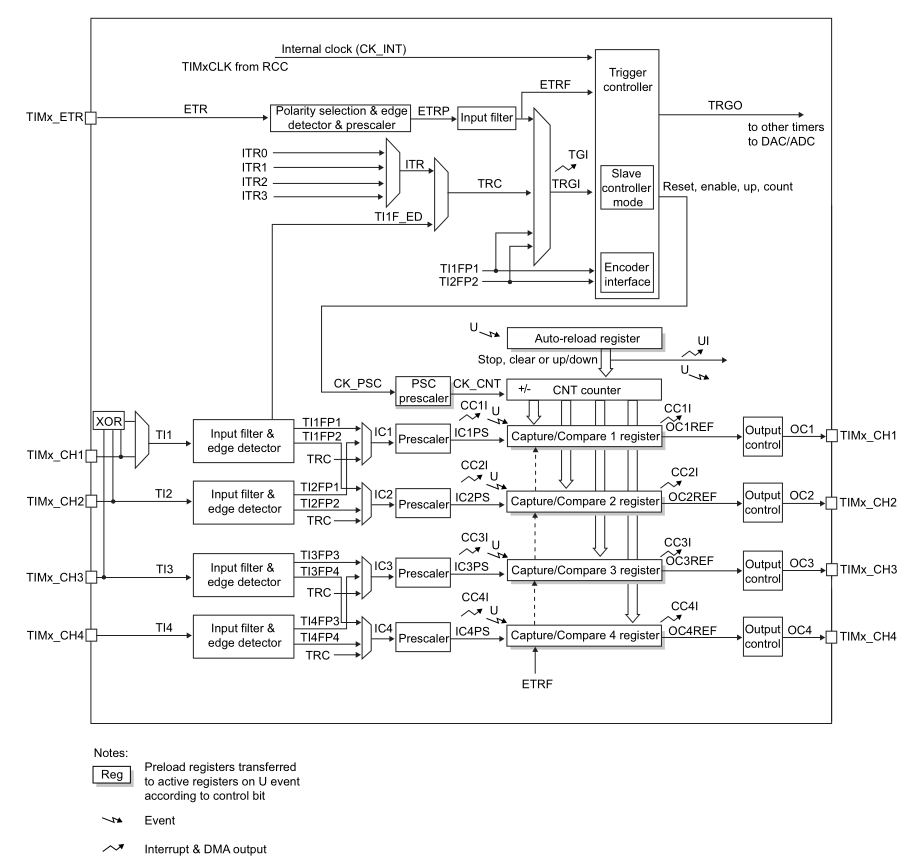 Internal clock (CK_INT)
TIMxCLK from RCC
Trigger
controller
ETRF
TIMx_ETR
ETR
Polarity selection & edge
detector & prescaler
ETRP
Input filter
TRGO
to other timers
to DAC/ADC
ITR0
ITR1
ITR2
ITR3
ITR
TRC
TGI
TRGI
Slave
controller
mode
Reset, enable, up, count
TI1F_ED
TI1FP1
TI2FP2
Encoder
interface
U
Auto-reload register
UI
Stop, clear or up/down
U
CK_PSC
PSC
prescaler
CK_CNT
+/-
CNT counter
XOR
TI1
TIMx_CH1
Input filter &
edge detector
TI1FP1
TI1FP2
TRC
IC1
Prescaler
CC1I
U
IC1PS
Capture/Compare 1 register
CC1I
OC1REF
Output
control
OC1
TIMx_CH1
TIMx_CH2
TI2
Input filter &
edge detector
TI2FP1
TI2FP2
TRC
IC2
Prescaler
CC2I
U
IC2PS
Capture/Compare 2 register
CC2I
OC2REF
Output
control
OC2
TIMx_CH2
TIMx_CH3
TI3
Input filter &
edge detector
TI3FP3
TI3FP4
TRC
IC3
Prescaler
CC3I
U
IC3PS
Capture/Compare 3 register
CC3I
OC3REF
Output
control
OC3
TIMx_CH3
TIMx_CH4
TI4
Input filter &
edge detector
TI4FP3
TI4FP4
TRC
IC4
Prescaler
CC4I
U
IC4PS
Capture/Compare 4 register
CC4I
OC4REF
Output
control
OC4
TIMx_CH4
ETRF
Notes:
Reg
Preload registers transferred
to active registers on U event
according to control bit
Event
Interrupt & DMA output